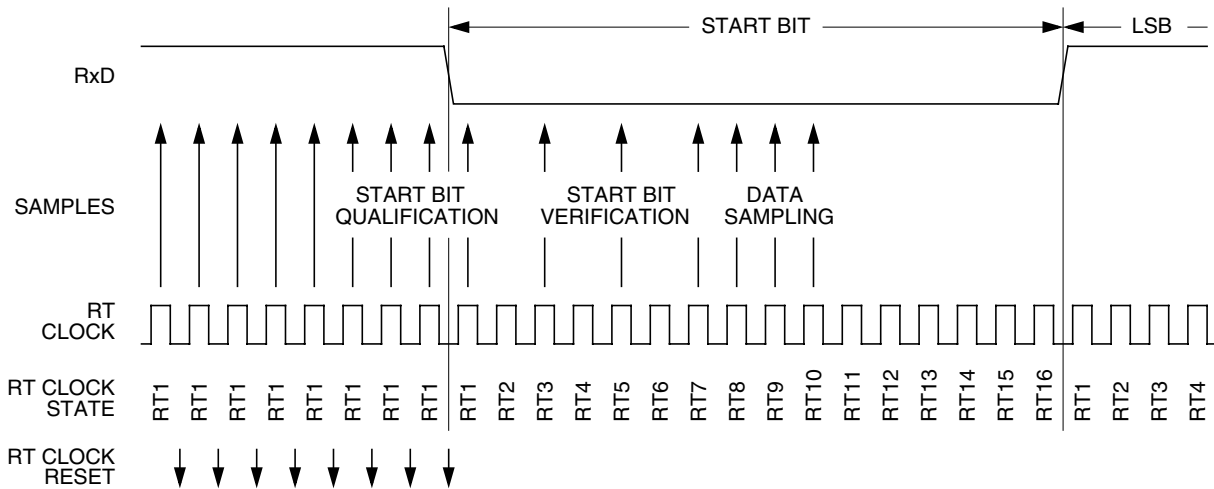 START BIT
LSB
RxD
SAMPLES
START BIT
QUALIFICATION
START BIT
VERIFICATION
DATA
SAMPLING
RT
CLOCK
RT CLOCK
STATE
RT1 RT1 RT1 RT1 RT1 RT1 RT1 RT1 RT1 RT2 RT3 RT4 RT5 RT6 RT7 RT8 RT9 RT10 RT11 RT12 RT13 RT14 RT15 RT16 RT1 RT2 RT3 RT4
RT CLOCK
RESET